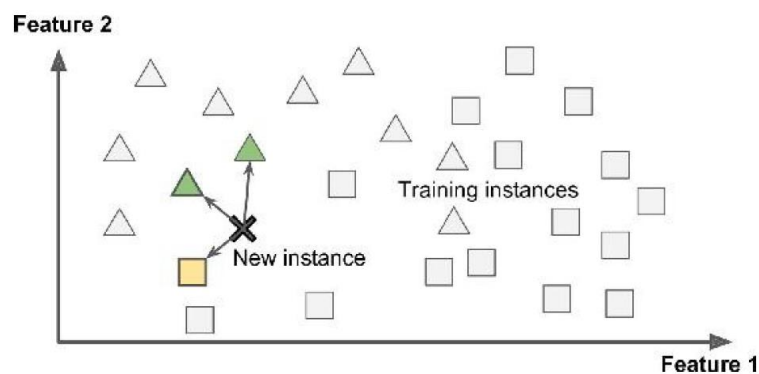 Feature 2
Training instances
New instance
Feature 1